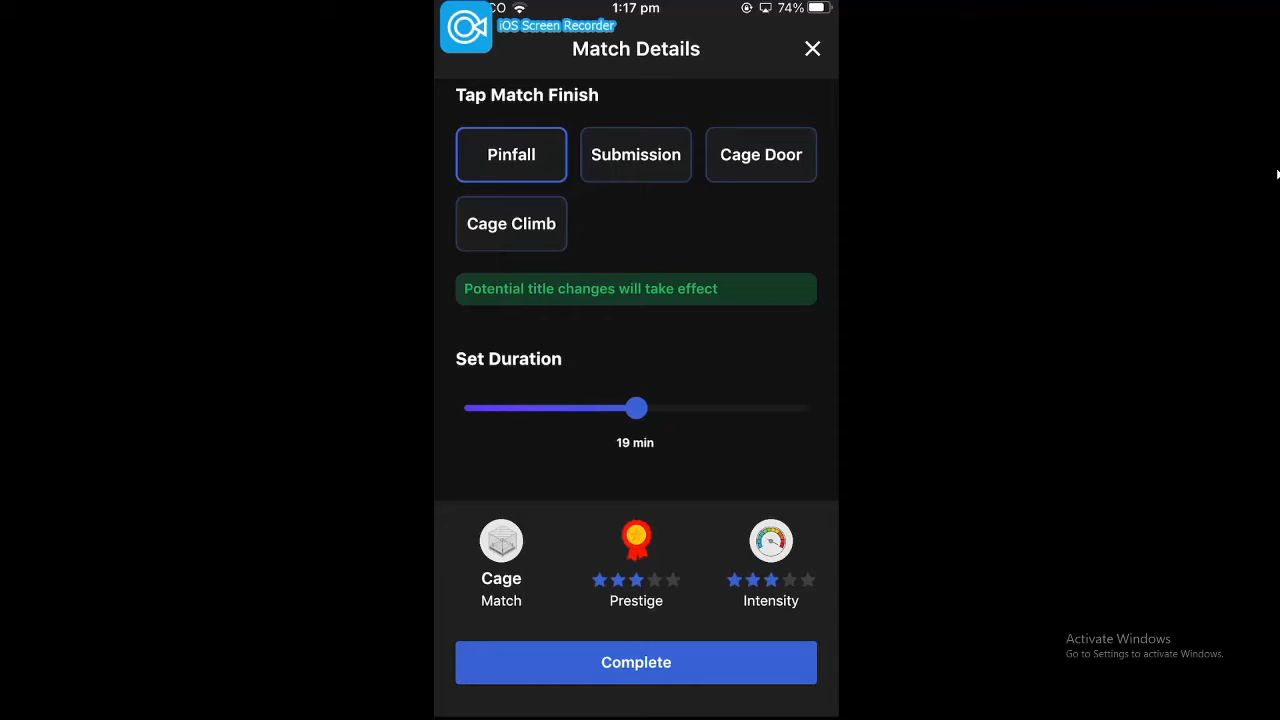 CO 1:17 pm 74%
iOS Screen Recorder
Match Details
Tap Match Finish
Pinfall Submission Cage Door
Cage Climb
Potential title changes will take effect
Set Duration
19 min
Cage
Match Prestige Intensity
Complete
Activate Windows
Go to Settings to activate Windows.